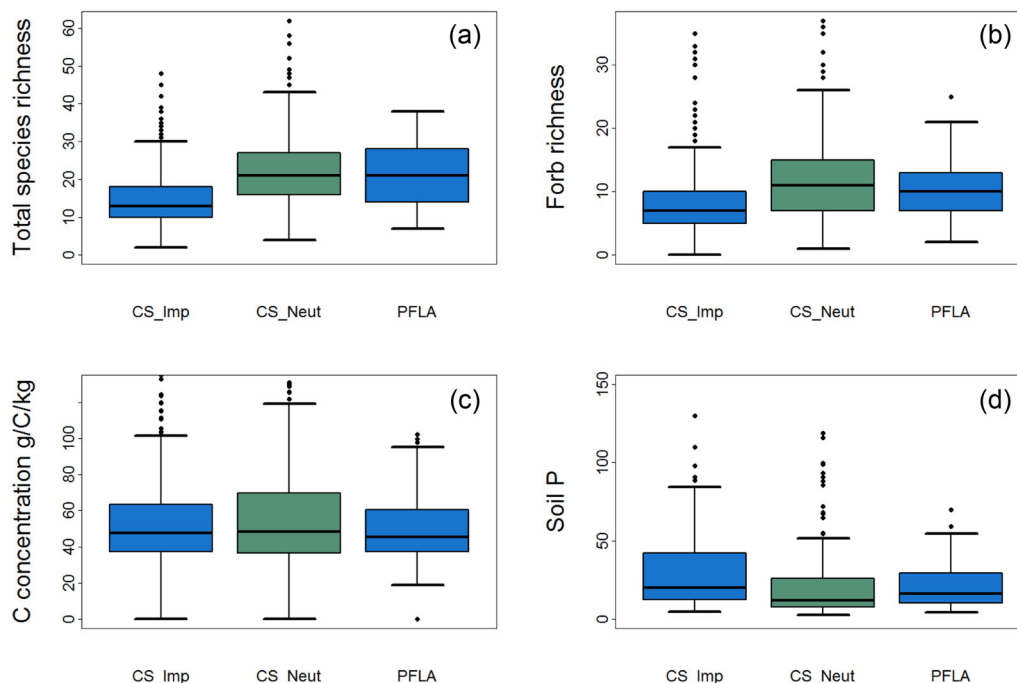 Total species richness
0 10 20 30 40 50 60
(a)
CS_Imp CS_Neut PFLA
Forb richness
0 10 20 30
(b)
CS_Imp CS_Neut PFLA
C concentration g/C/kg
0 20 40 60 80 100
(c)
CS_Imp CS_Neut PFLA
Soil P
0 50 100 150
(d)
CS_Imp CS_Neut PFLA